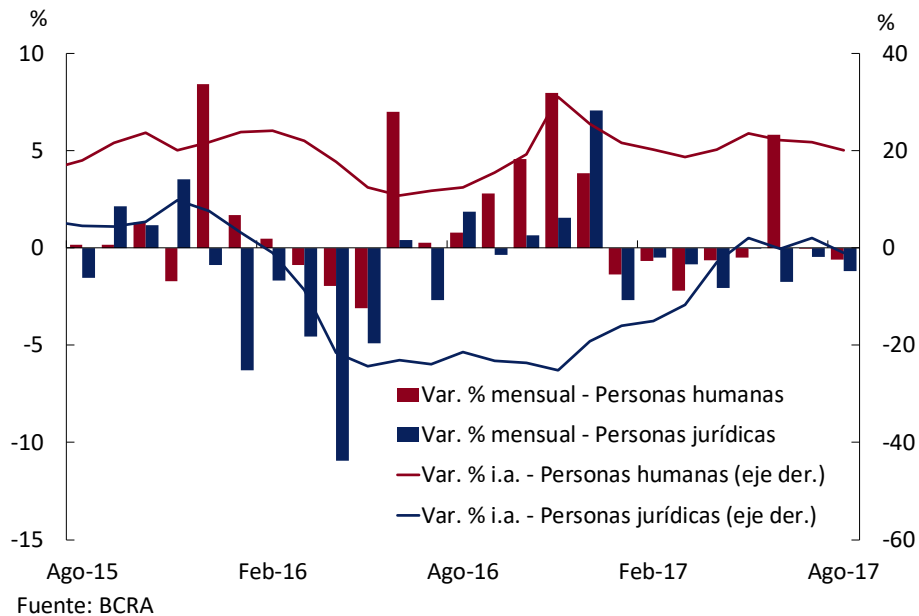 % %
10 40
5 20
0 0
-5 -20
Var. % mensual - Personas humanas
Var. % mensual - Personas jurídicas
-10 -40
Var. % i.a. - Personas humanas (eje der.)
Var. % i.a. - Personas jurídicas (eje der.)
-15 -60
Ago-15 Feb-16 Ago-16 Feb-17 Ago-17
Fuente: BCRA